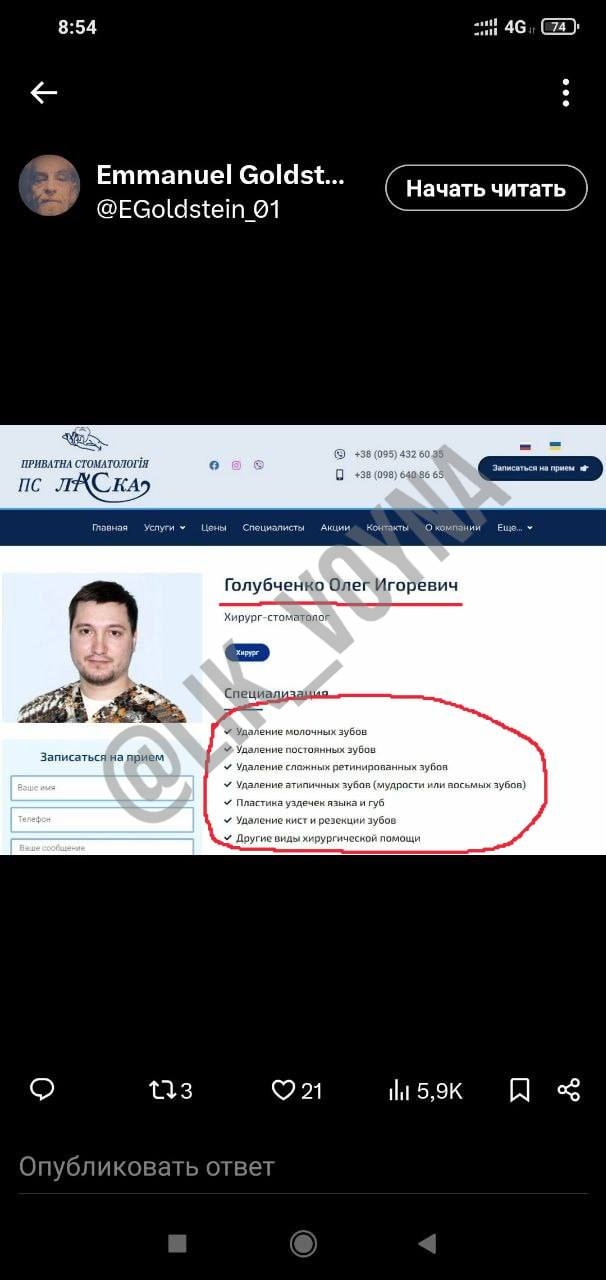 8:54
4G 74
Emmanuel Goldst...
@EGoldstein_01
Начать читать
ПРИВАТНА СТОМАТОЛОГІЯ
ПС ЛАСКА
+38 (095) 432 60 35
+38 (098) 640 86 65
Записаться на прием
Главная Услуги Цены Специалисты Акции Контакты О компании Еще...
Голубченко Олег Игоревич
Хирург-стоматолог
Хирург
Специализация
Удаление молочных зубов
Удаление постоянных зубов
Удаление сложных ретинированных зубов
Удаление атипичных зубов (мудрости или восьмых зубов)
Пластика уздечек языка и губ
Удаление кист и резекции зубов
Другие виды хирургической помощи
Записаться на прием
Ваше имя
Телефон
Ваше сообщение
@LIK_VOYNA
3 21 5,9K
Опубликовать ответ